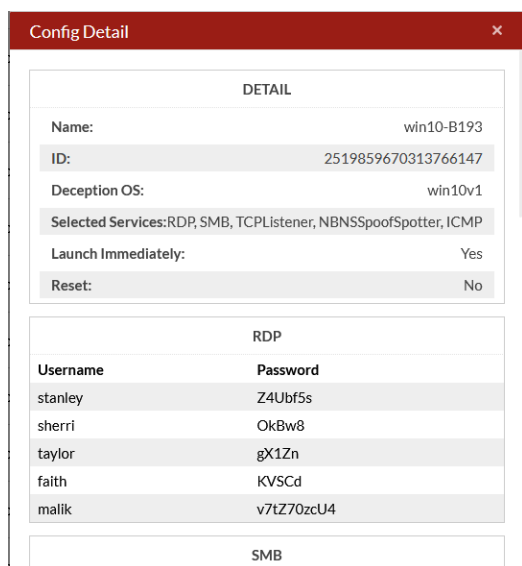 Config Detail ×
DETAIL
Name: win10-B193
ID: 2519859670313766147
Deception OS: win10v1
Selected Services:RDP, SMB, TCPListener, NBNSSpoofSpotter, ICMP
Launch Immediately: Yes
Reset: No
RDP
Username Password
stanley Z4Ubf5s
sherri OkBw8
taylor gX1Zn
faith KVSCd
malik v7tZ70zcU4
SMB